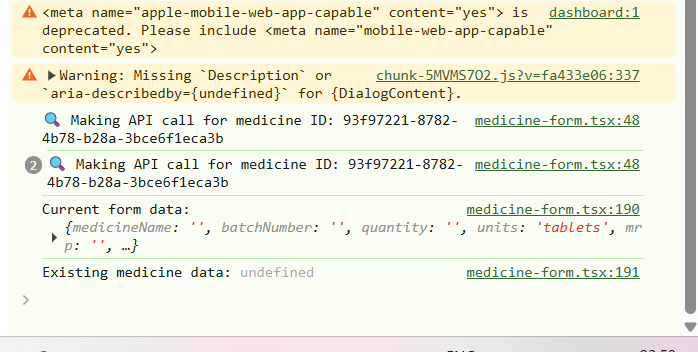 <meta name="apple-mobile-web-app-capable" content="yes"> is dashboard:1
deprecated. Please include <meta name="mobile-web-app-capable"
content="yes">
Warning: Missing `Description` or chunk-5MVMS7O2.js?v=fa433e06:337
`aria-describedby={undefined}` for {DialogContent}.
🔍 Making API call for medicine ID: 93f97221-8782- medicine-form.tsx:48
4b78-b28a-3bce6f1eca3b
2 🔍 Making API call for medicine ID: 93f97221-8782- medicine-form.tsx:48
4b78-b28a-3bce6f1eca3b
Current form data: medicine-form.tsx:190
{medicineName: '', batchNumber: '', quantity: '', units: 'tablets', mr
p: '', …}
Existing medicine data: undefined medicine-form.tsx:191